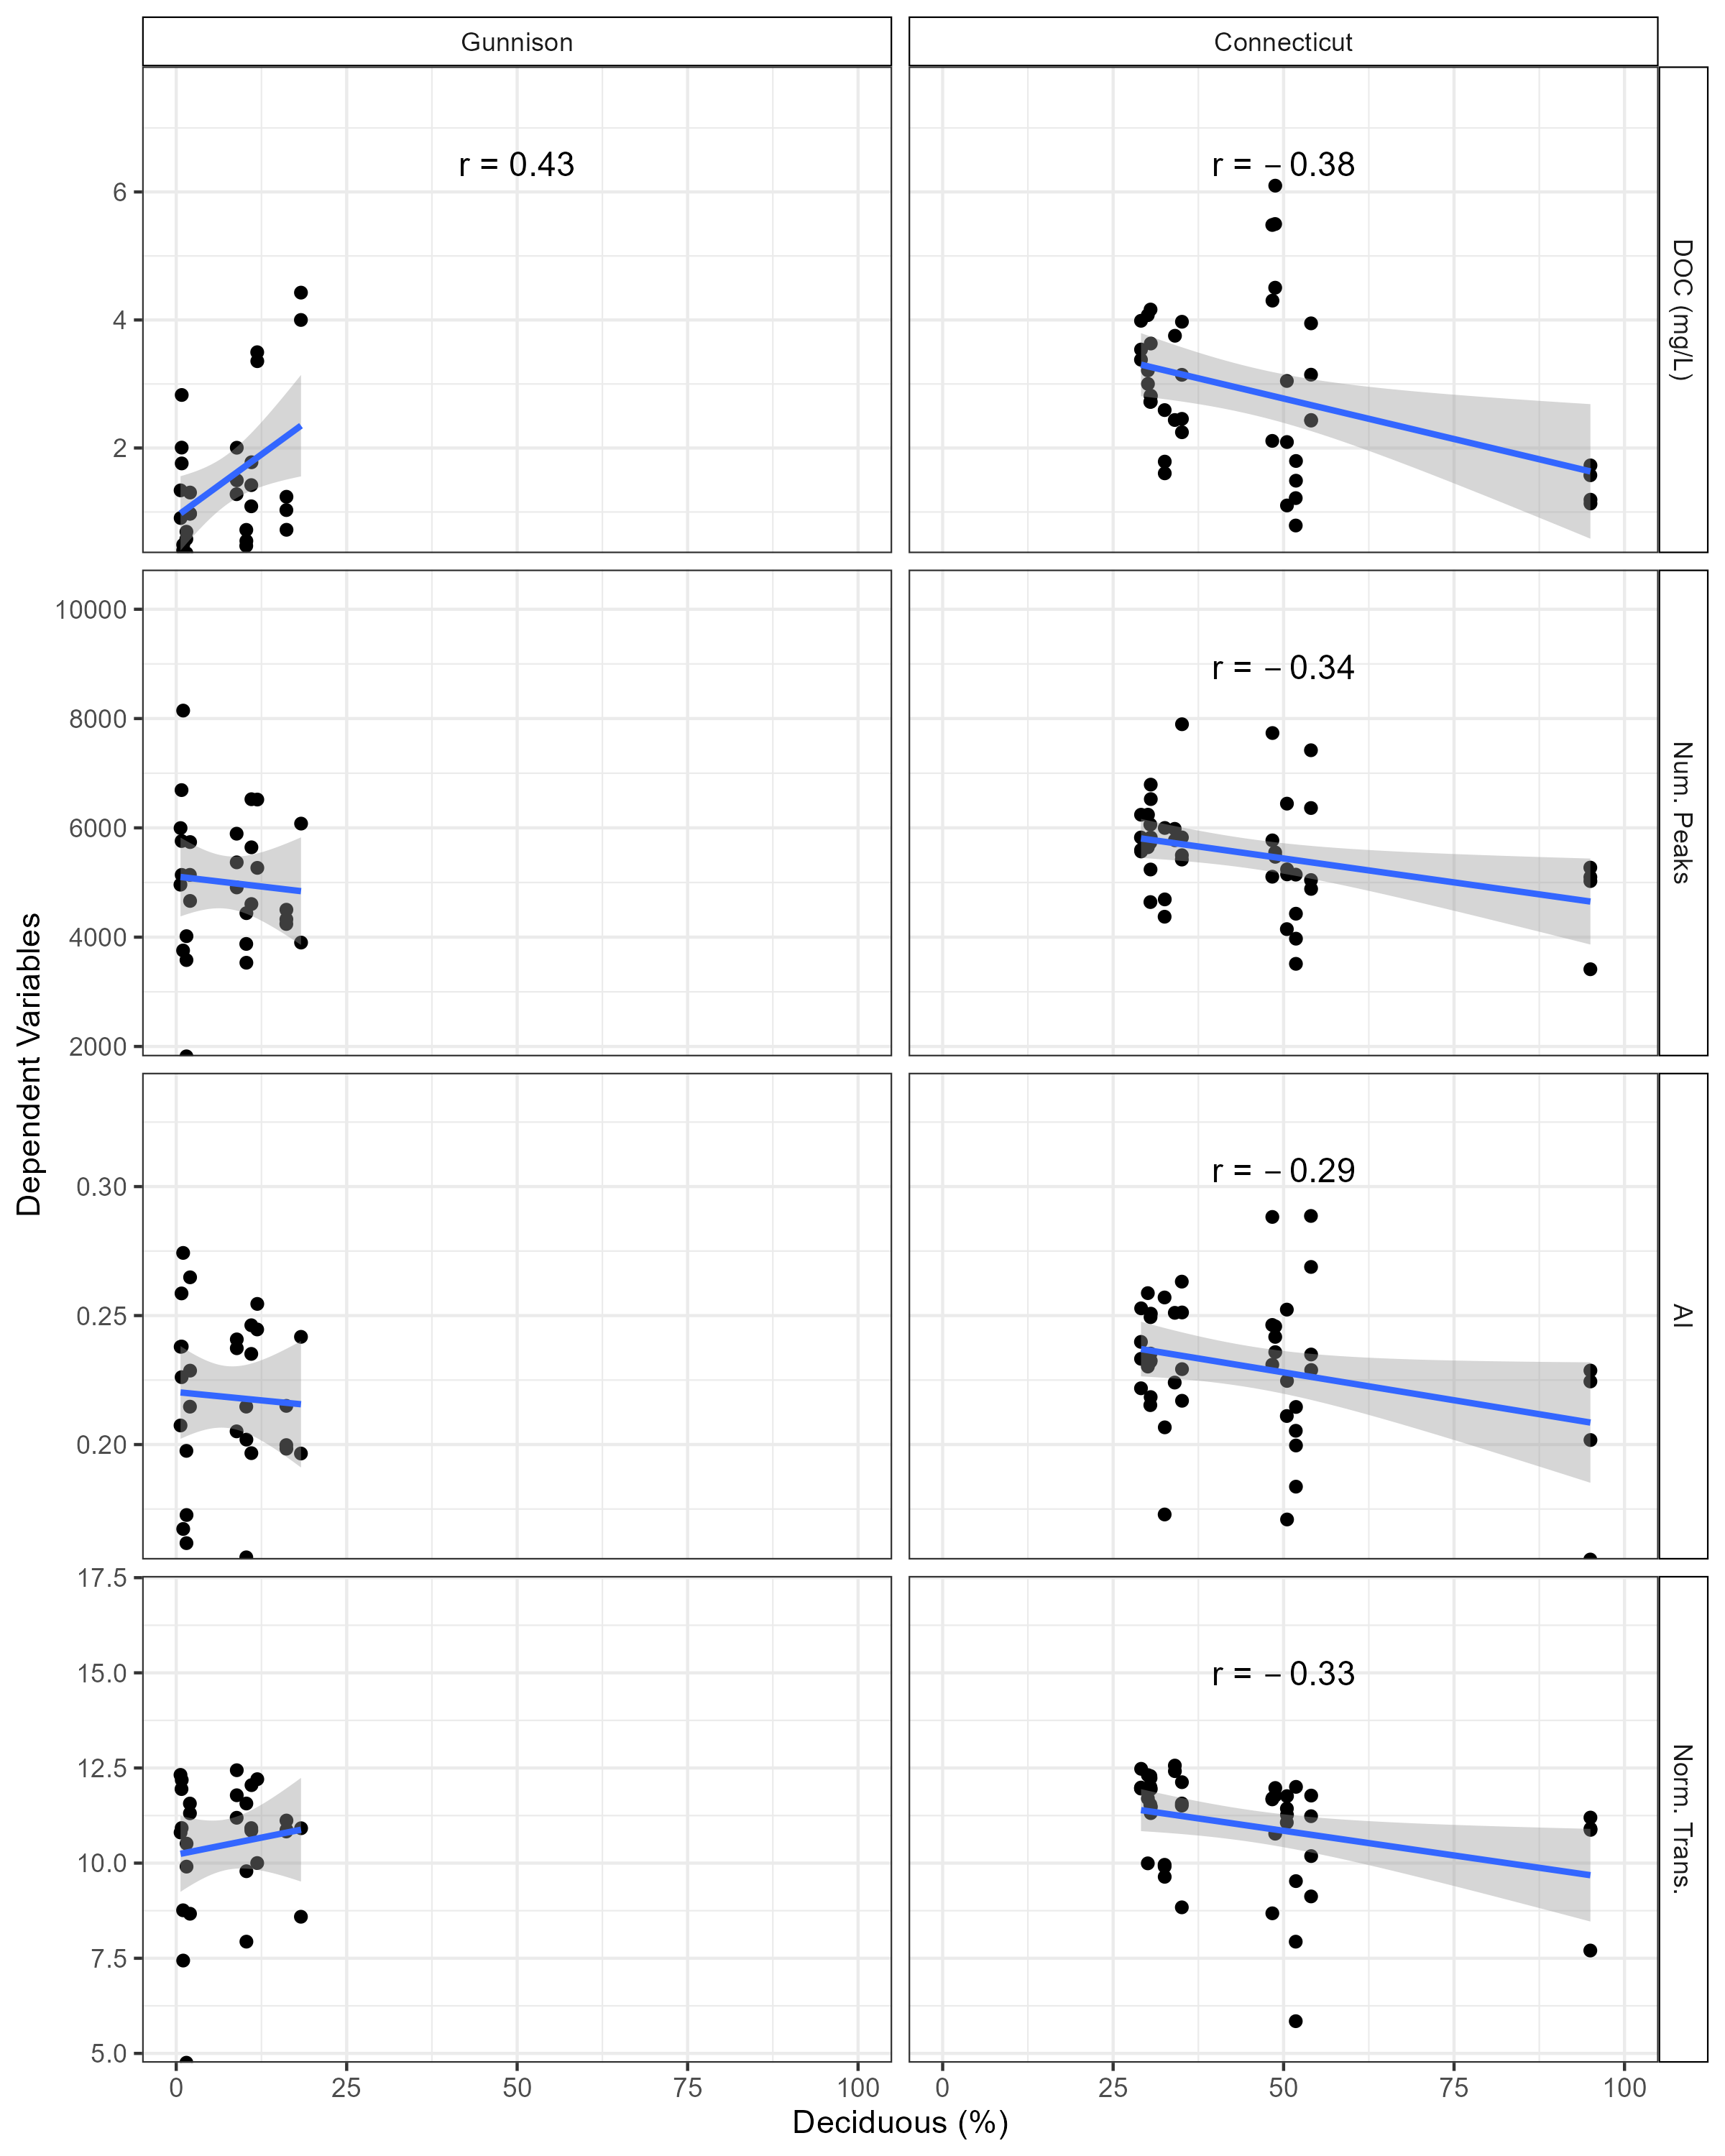 Gunnison
Connecticut
r = 0.43
r = − 0.38
6
4
2
DOC (mg/L)
r = − 0.34
10000
8000
6000
4000
2000
Num. Peaks
Dependent Variables
r = − 0.29
0.30
0.25
0.20
AI
r = − 0.33
17.5
15.0
12.5
10.0
7.5
5.0
Norm. Trans.
0 25 50 75 100 0 25 50 75 100
Deciduous (%)